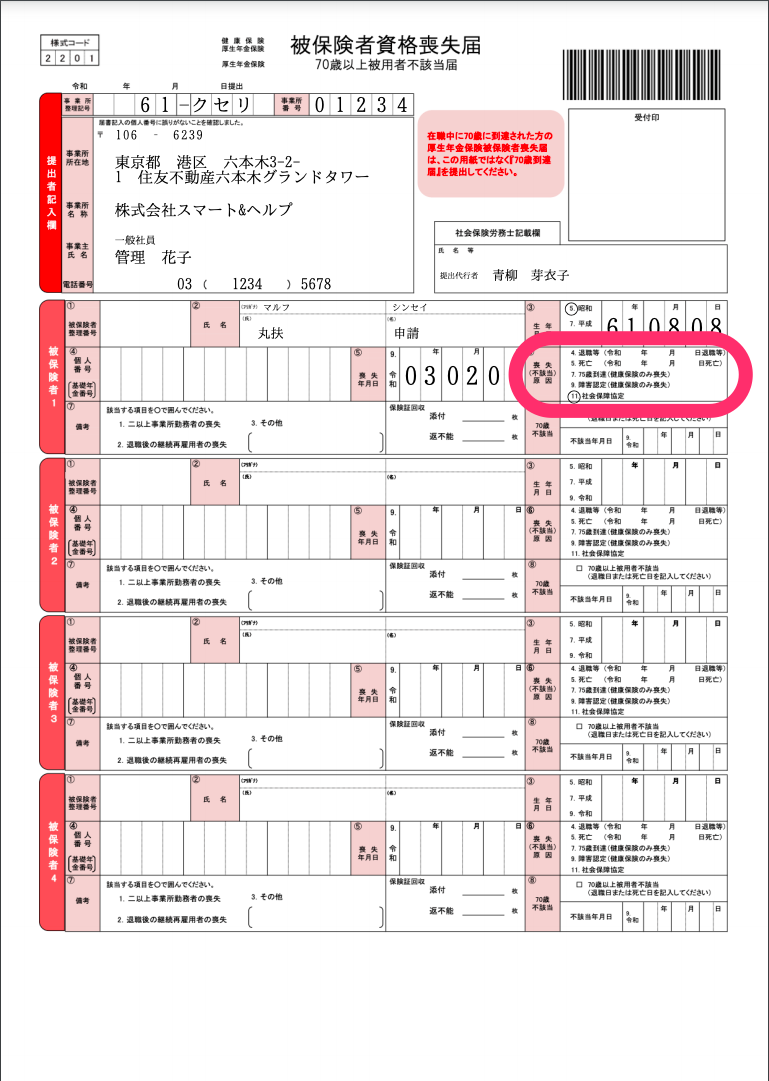 様式コード
2 2 0 1
健康保険
厚生年金保険
厚生年金保険
被保険者資格喪失届
70歳以上被用者不該当届
令和 年 月 日提出
事業所整理記号
61-クセリ
事業所番号
01234
届書記入の個人番号に誤りがないことを確認しました。
〒 106 - 6239
提出者記入欄
事業所所在地
東京都 港区 六本木3-2-
1 住友不動産六本木グランドタワー
事業所名称
株式会社スマート&ヘルプ
事業主氏名
一般社員
管理 花子
電話番号
03 ( 1234 ) 5678
在職中に70歳に到達された方の
厚生年金保険被保険者喪失届
は、この用紙ではなく『70歳到達
届』を提出してください。
受付印
社会保険労務士記載欄
氏名等
提出代行者 青柳 芽衣子
被保険者1
① 被保険者整理番号
② 氏名
(フリガナ) マルフ シンセイ
(氏) 丸扶
(名) 申請
③ 生年月日
5.昭和
7.平成
年 月 日
610808
④ 個人番号
[基礎年金番号]
⑤ 喪失年月日
9.令和
年 月
03020
喪失(不該当)原因
4. 退職等 (令和 年 月 日退職等)
5. 死亡 (令和 年 月 日死亡)
7. 75歳到達(健康保険のみ喪失)
9. 障害認定(健康保険のみ喪失)
11 社会保障協定
⑦ 備考
該当する項目を○で囲んでください。
1. 二以上事業所勤務者の喪失
2. 退職後の継続再雇用者の喪失
3. その他
保険証回収
添付 枚
返不能 枚
70歳不該当
(退職日または死亡日を記入してください)
不該当年月日
9.令和
年 月 日
被保険者2
① 被保険者整理番号
② 氏名
(フリガナ)
(氏)
(名)
③ 生年月日
5. 昭和
7. 平成
9. 令和
年 月 日
④ 個人番号
[基礎年金番号]
⑤ 喪失年月日
9.令和
年 月 日
⑥ 喪失(不該当)原因
4. 退職等 (令和 年 月 日退職等)
5. 死亡 (令和 年 月 日死亡)
7. 75歳到達(健康保険のみ喪失)
9. 障害認定(健康保険のみ喪失)
11. 社会保障協定
⑦ 備考
該当する項目を○で囲んでください。
1. 二以上事業所勤務者の喪失
2. 退職後の継続再雇用者の喪失
3. その他
保険証回収
添付 枚
返不能 枚
⑧ 70歳不該当
□ 70歳以上被用者不該当
(退職日または死亡日を記入してください)
不該当年月日
9.令和
年 月 日
被保険者3
① 被保険者整理番号
② 氏名
(フリガナ)
(氏)
(名)
③ 生年月日
5. 昭和
7. 平成
9. 令和
年 月 日
④ 個人番号
[基礎年金番号]
⑤ 喪失年月日
9.令和
年 月 日
⑥ 喪失(不該当)原因
4. 退職等 (令和 年 月 日退職等)
5. 死亡 (令和 年 月 日死亡)
7. 75歳到達(健康保険のみ喪失)
9. 障害認定(健康保険のみ喪失)
11. 社会保障協定
⑦ 備考
該当する項目を○で囲んでください。
1. 二以上事業所勤務者の喪失
2. 退職後の継続再雇用者の喪失
3. その他
保険証回収
添付 枚
返不能 枚
⑧ 70歳不該当
□ 70歳以上被用者不該当
(退職日または死亡日を記入してください)
不該当年月日
9.令和
年 月 日
被保険者4
① 被保険者整理番号
② 氏名
(フリガナ)
(氏)
(名)
③ 生年月日
5. 昭和
7. 平成
9. 令和
年 月 日
④ 個人番号
[基礎年金番号]
⑤ 喪失年月日
9.令和
年 月 日
⑥ 喪失(不該当)原因
4. 退職等 (令和 年 月 日退職等)
5. 死亡 (令和 年 月 日死亡)
7. 75歳到達(健康保険のみ喪失)
9. 障害認定(健康保険のみ喪失)
11. 社会保障協定
⑦ 備考
該当する項目を○で囲んでください。
1. 二以上事業所勤務者の喪失
2. 退職後の継続再雇用者の喪失
3. その他
保険証回収
添付 枚
返不能 枚
⑧ 70歳不該当
□ 70歳以上被用者不該当
(退職日または死亡日を記入してください)
不該当年月日
9.令和
年 月 日